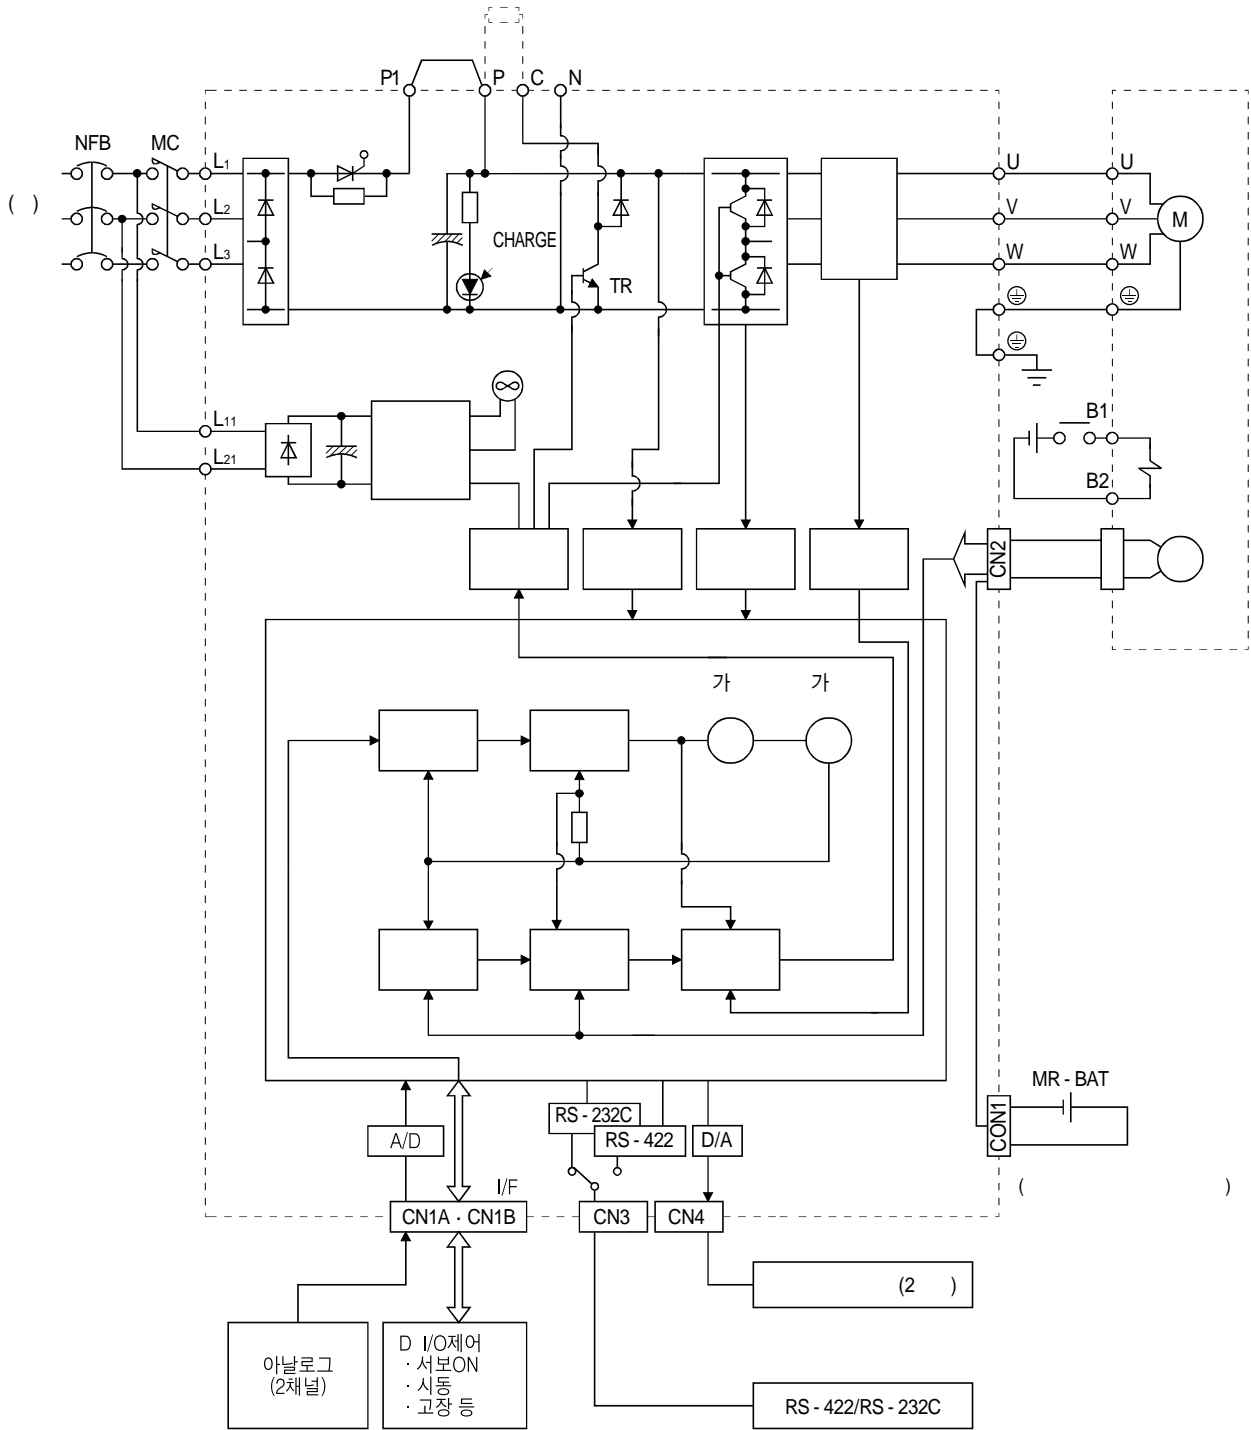 P1 P C N
NFB MC L1 U U
( ) L2 V V M
L3 CHARGE W W
TR
L11 B1
L21 B2
CN2
가 가
MR - BAT
RS - 232C
A/D RS - 422 D/A CON1
I/F ( )
CN1A · CN1B CN3 CN4
(2 )
아날로그
(2채널)
D I/O제어
· 서보ON
· 시동
· 고장 등
RS - 422/RS - 232C